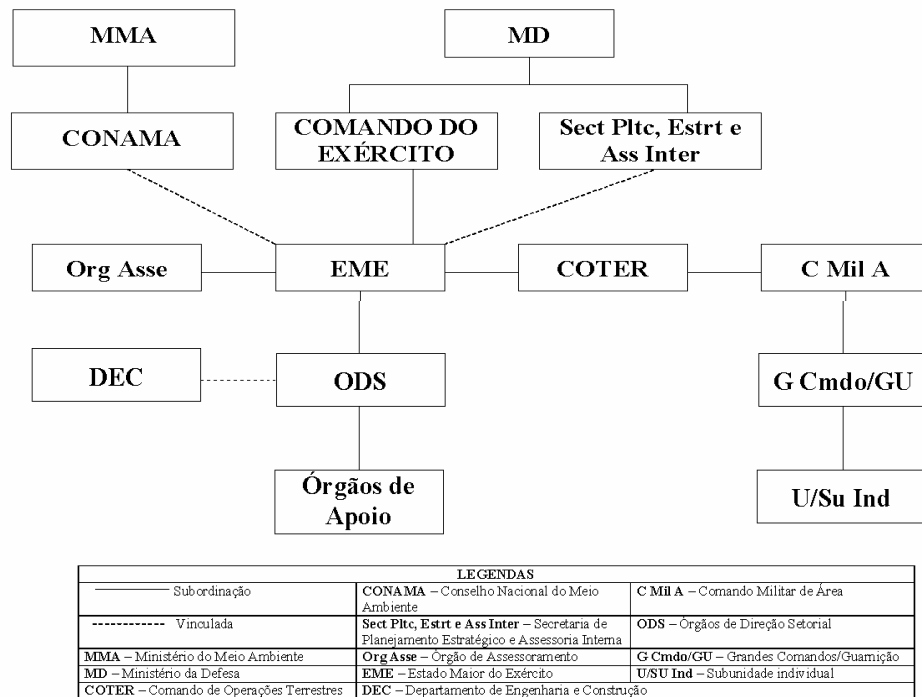 MMA
MD
CONAMA
COMANDO DO
EXÉRCITO
Sect Pltc, Estrt e
Ass Inter
Org Asse
EME
COTER
C Mil A
DEC
ODS
G Cmdo/GU
Órgãos de
Apoio
U/Su Ind
LEGENDAS
Subordinação
CONAMA – Conselho Nacional do Meio
Ambiente
C Mil A – Comando Militar de Área
Vinculada
Sect Pltc, Estrt e Ass Inter – Secretaria de
Planejamento Estratégico e Assessoria Interna
ODS – Órgãos de Direção Setorial
MMA – Ministério do Meio Ambiente
Org Asse – Órgão de Assessoramento
G Cmdo/GU – Grandes Comandos/Guarnição
MD – Ministério da Defesa
EME – Estado Maior do Exército
U/SU Ind – Subunidade individual
COTER – Comando de Operações Terrestres
DEC – Departamento de Engenharia e Construção